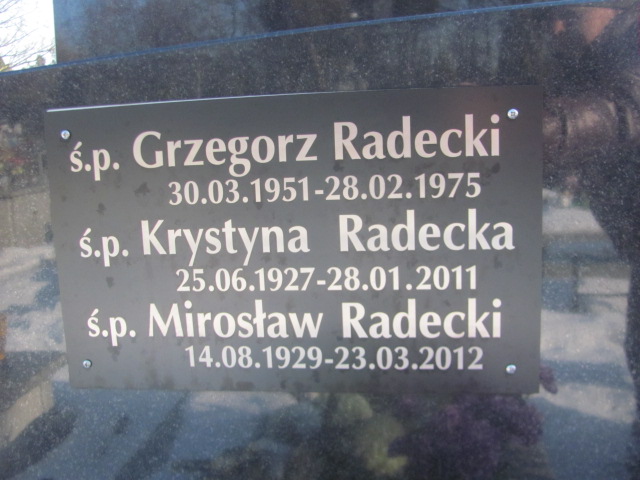 ś.p. Grzegorz Radecki
30.03.1951-28.02.1975
ś.p. Krystyna Radecka
25.06.1927-28.01.2011
ś.p. Mirosław Radecki
14.08.1929-23.03.2012